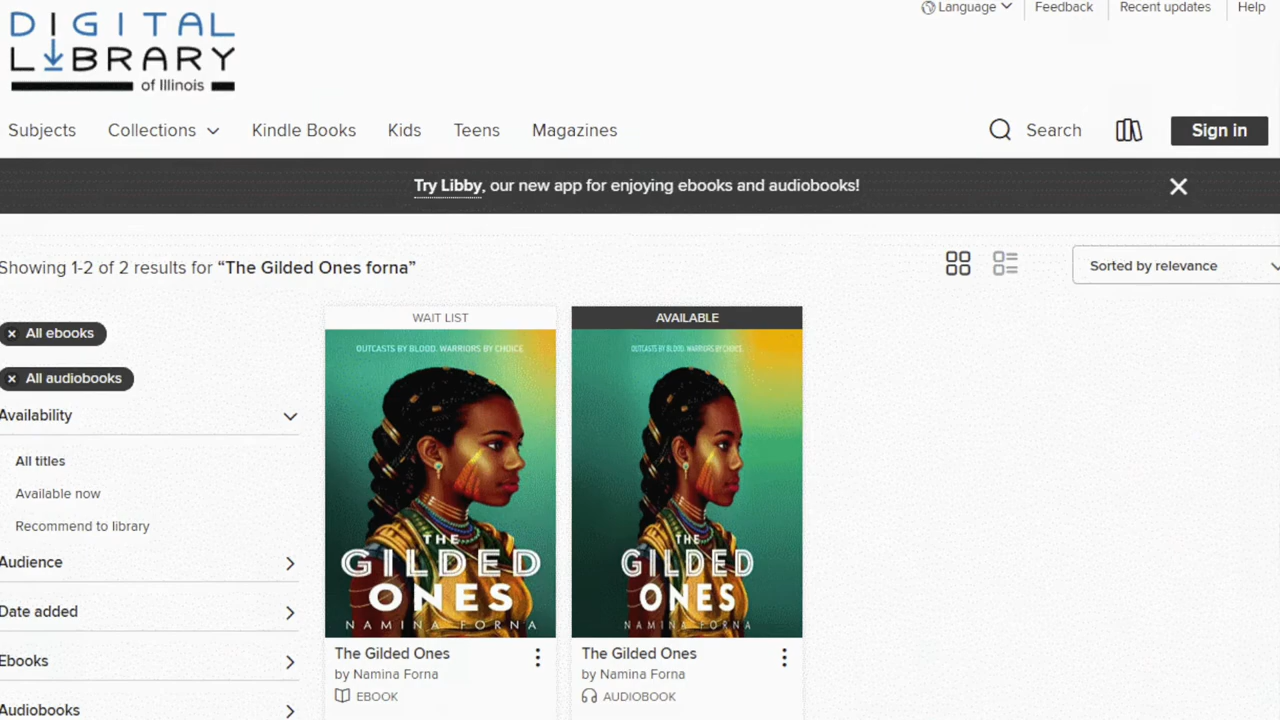 DIGITAL
LIBRARY
of Illinois
Language
Feedback
Recent updates
Help
Subjects
Collections
Kindle Books
Kids
Teens
Magazines
Search
Sign in
Try Libby, our new app for enjoying ebooks and audiobooks!
Showing 1-2 of 2 results for “The Gilded Ones forna”
Sorted by relevance
All ebooks
All audiobooks
Availability
All titles
Available now
Recommend to library
Audience
Date added
Ebooks
Audiobooks
WAIT LIST
OUTCASTS BY BLOOD. WARRIORS BY CHOICE.
THE
GILDED
ONES
NAMINA FORNA
The Gilded Ones
by Namina Forna
EBOOK
AVAILABLE
OUTCASTS BY BLOOD. WARRIORS BY CHOICE.
THE
GILDED
ONES
NAMINA FORNA
The Gilded Ones
by Namina Forna
AUDIOBOOK